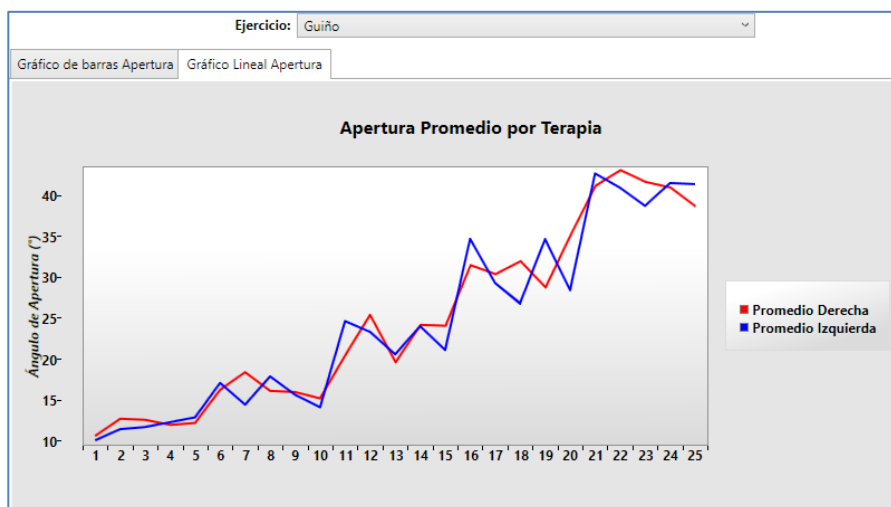 Ejercicio: Guiño
Gráfico de barras Apertura Gráfico Lineal Apertura
Apertura Promedio por Terapia
Ángulo de Apertura (°)
40
35
30
25
20
15
10
1 2 3 4 5 6 7 8 9 10 11 12 13 14 15 16 17 18 19 20 21 22 23 24 25
Promedio Derecha
Promedio Izquierda